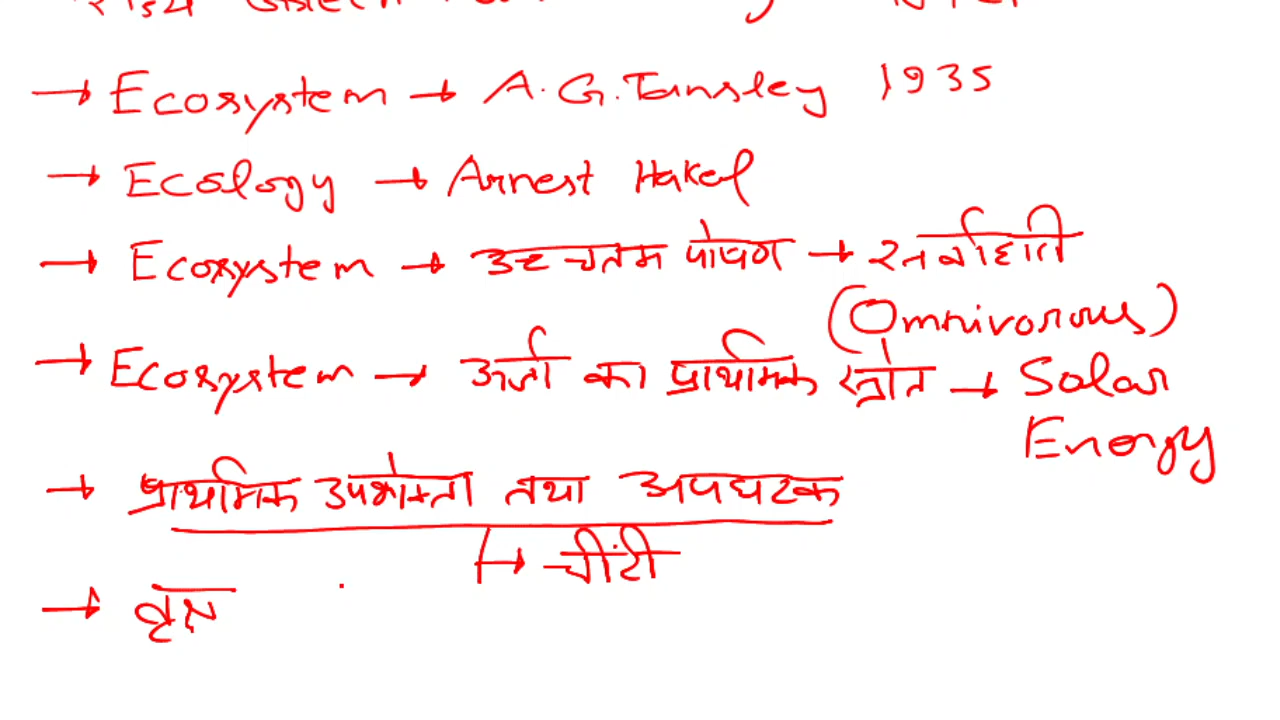 → Ecosystem → A.G.Tansley 1935
→ Ecology → Arnest Hakel
→ Ecosystem → उच्चतम पोषण → सर्वाहारी
(Omnivorous)
→ Ecosystem → ऊर्जा का प्राथमिक स्त्रोत → Solar
Energy
→ प्राथमिक उपभोक्ता तथा अपघटक
→ चींटी
→ वृक्ष